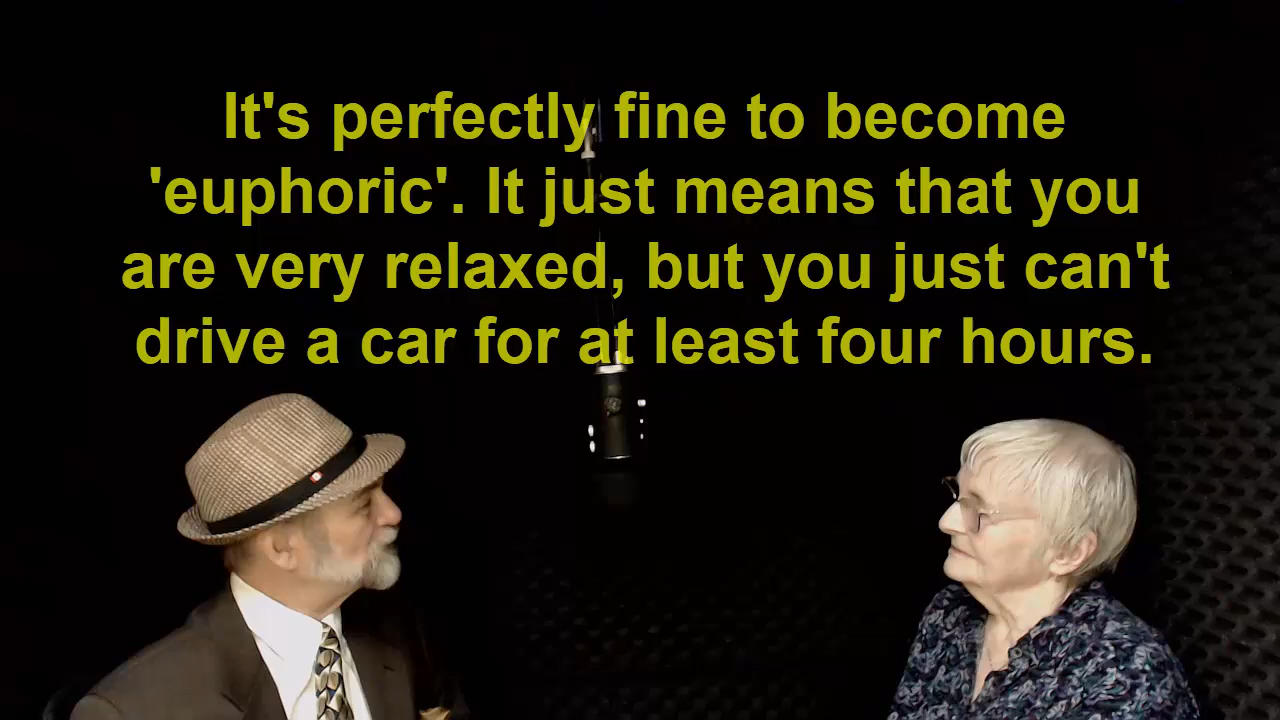 It's perfectly fine to become
'euphoric'. It just means that you
are very relaxed, but you just can't
drive a car for at least four hours.